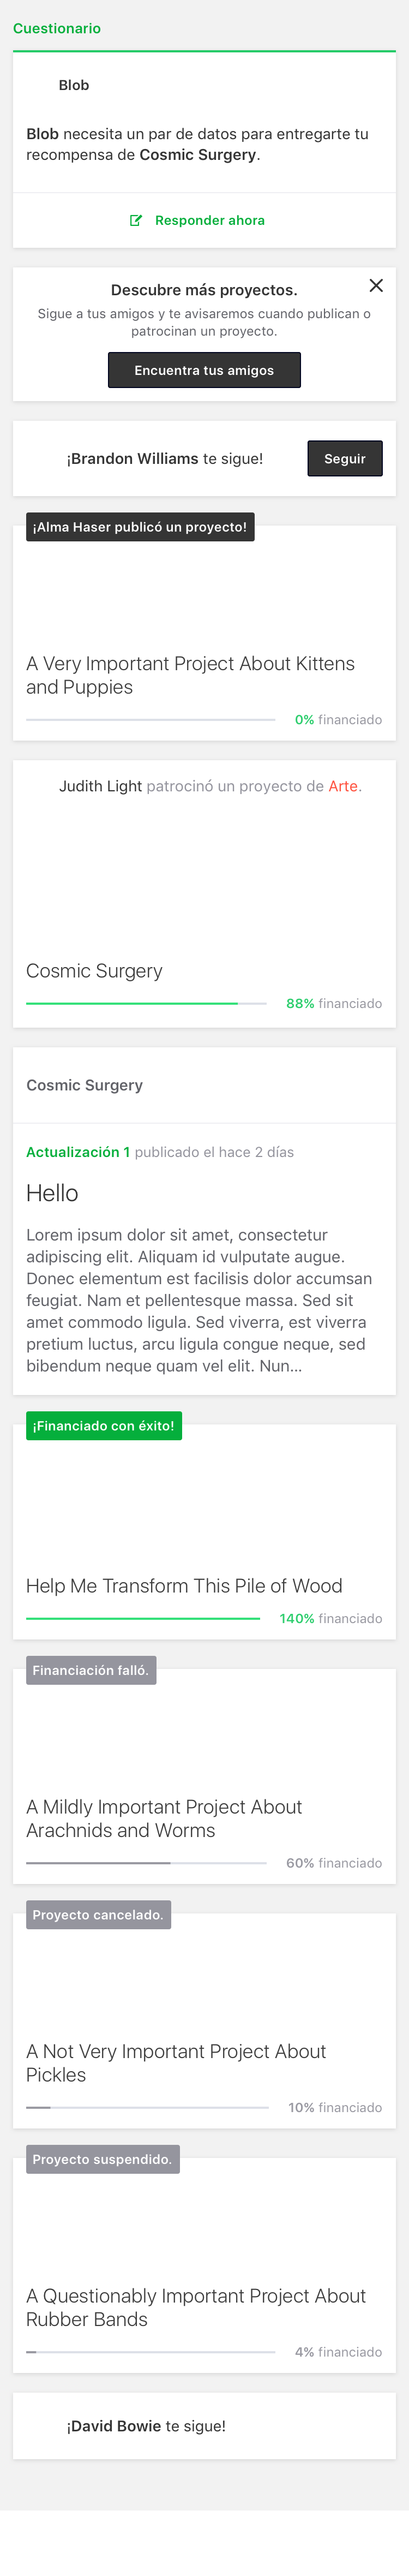 Cuestionario
Blob
Blob necesita un par de datos para entregarte tu
recompensa de Cosmic Surgery.
Responder ahora
Descubre más proyectos.
Sigue a tus amigos y te avisaremos cuando publican o
patrocinan un proyecto.
Encuentra tus amigos
¡Brandon Williams te sigue!
Seguir
¡Alma Haser publicó un proyecto!
A Very Important Project About Kittens
and Puppies
0% financiado
Judith Light patrocinó un proyecto de Arte.
Cosmic Surgery
88% financiado
Cosmic Surgery
Actualización 1 publicado el hace 2 días
Hello
Lorem ipsum dolor sit amet, consectetur
adipiscing elit. Aliquam id vulputate augue.
Donec elementum est facilisis dolor accumsan
feugiat. Nam et pellentesque massa. Sed sit
amet commodo ligula. Sed viverra, est viverra
pretium luctus, arcu ligula congue neque, sed
bibendum neque quam vel elit. Nun...
¡Financiado con éxito!
Help Me Transform This Pile of Wood
140% financiado
Financiación falló.
A Mildly Important Project About
Arachnids and Worms
60% financiado
Proyecto cancelado.
A Not Very Important Project About
Pickles
10% financiado
Proyecto suspendido.
A Questionably Important Project About
Rubber Bands
4% financiado
¡David Bowie te sigue!